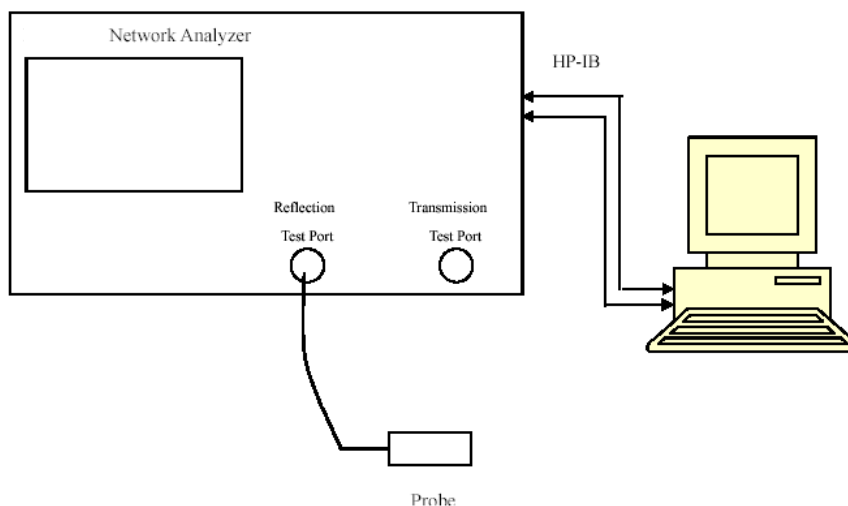 Network Analyzer
HP-IB
Reflection
Test Port
Transmission
Test Port
Probe